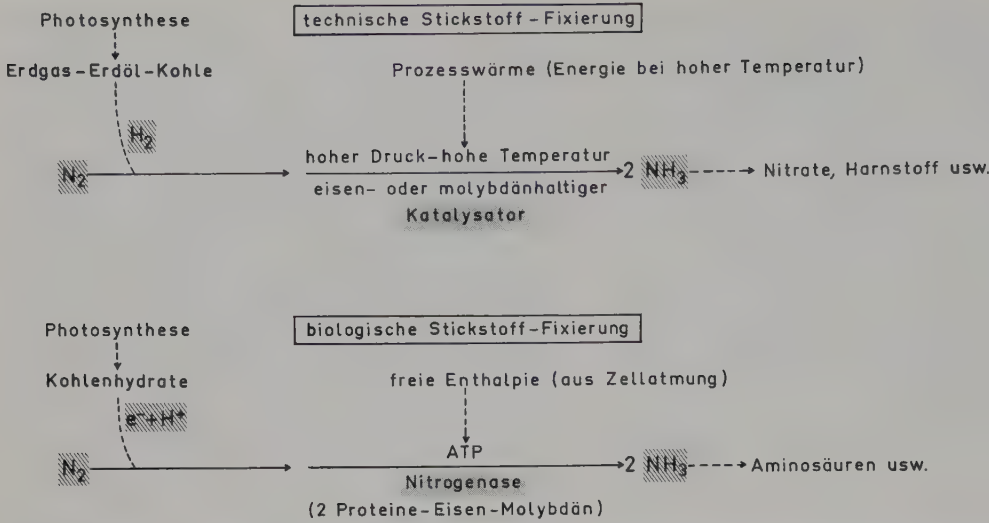 Photosynthese
technische Stickstoff-Fixierung
Erdgas-Erdöl-Kohle
Prozesswärme (Energie bei hoher Temperatur)
H₂
hoher Druck-hohe Temperatur
N₂
2 NH₃
Nitrate, Harnstoff usw.
eisen- oder molybdänhaltiger
Katalysator
Photosynthese
biologische Stickstoff-Fixierung
Kohlenhydrate
freie Enthalpie (aus Zellatmung)
e⁻+H⁺
ATP
N₂
2 NH₃
Aminosäuren usw.
Nitrogenase
(2 Proteine-Eisen-Molybdän)